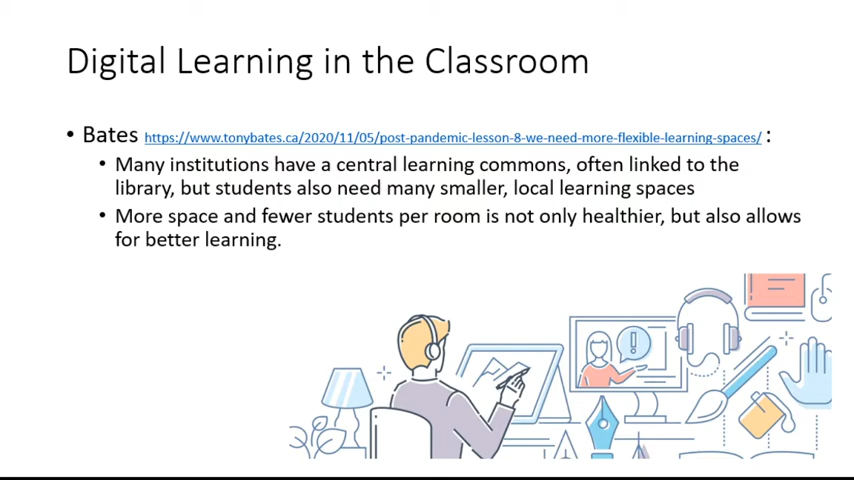 Digital Learning in the Classroom
• Bates https://www.tonybates.ca/2020/11/05/post-pandemic-lesson-8-we-need-more-flexible-learning-spaces/ :
• Many institutions have a central learning commons, often linked to the
library, but students also need many smaller, local learning spaces
• More space and fewer students per room is not only healthier, but also allows
for better learning.
!